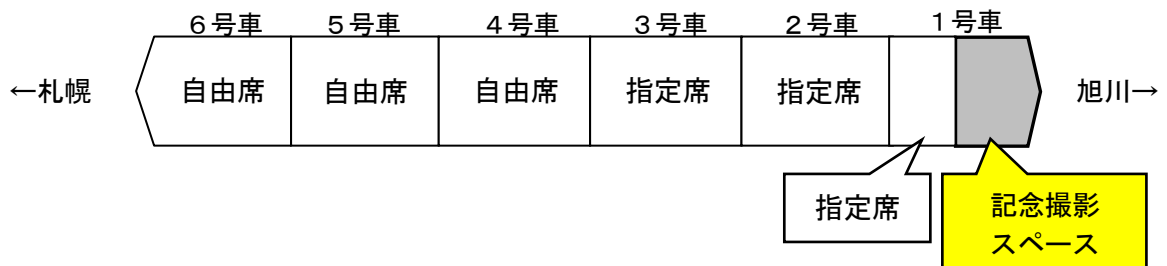 6号車 5号車 4号車 3号車 2号車 1号車
←札幌 自由席 自由席 自由席 指定席 指定席 旭川→
指定席
記念撮影
スペース